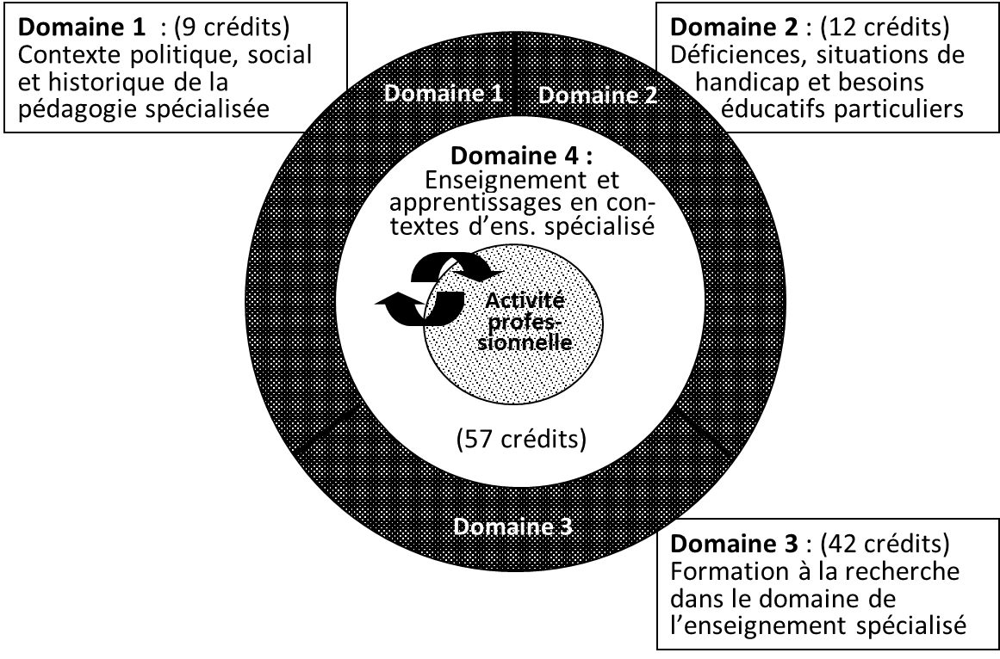 Domaine 1 : (9 crédits)
Contexte politique, social
et historique de la
pédagogie spécialisée
Domaine 2 : (12 crédits)
Déficiences, situations de
handicap et besoins
éducatifs particuliers
Domaine 1
Domaine 2
Domaine 4 :
Enseignement et
apprentissages en con-
textes d'ens. spécialisé
Activité
profes-
sionnelle
(57 crédits)
Domaine 3
Domaine 3 : (42 crédits)
Formation à la recherche
dans le domaine de
l'enseignement spécialisé